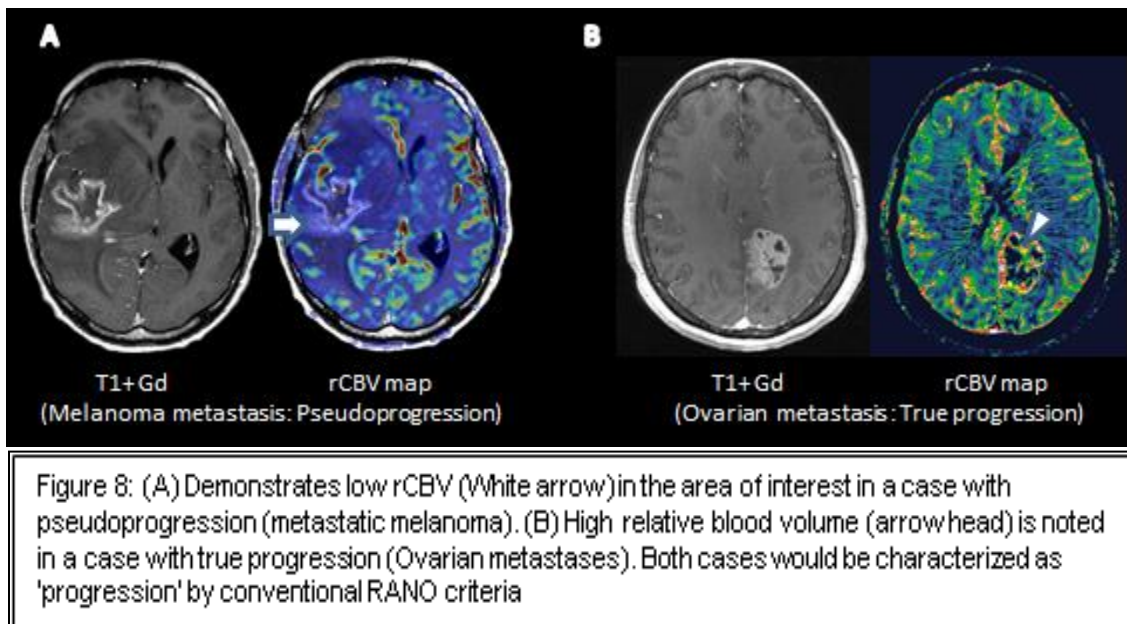 A
B
T1+Gd
rCBV map
(Melanoma metastasis: Pseudoprogression)
T1+Gd
rCBV map
(Ovarian metastasis: True progression)
Figure 8: (A) Demonstrates low rCBV (White arrow) in the area of interest in a case with
pseudoprogression (metastatic melanoma). (B) High relative blood volume (arrow head) is noted
in a case with true progression (Ovarian metastases). Both cases would be characterized as
'progression' by conventional RANO criteria